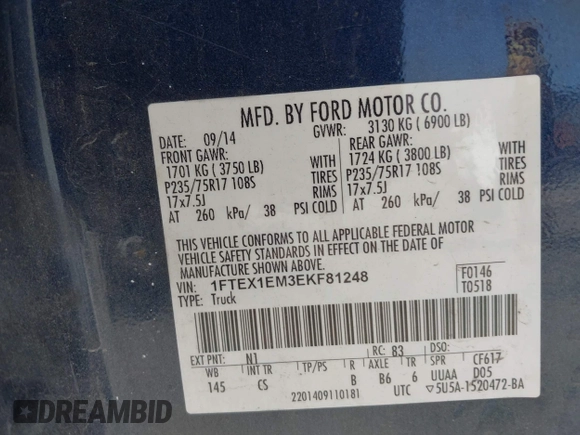 MFD. BY FORD MOTOR CO.
DATE: 09/14 GVWR: 3130 KG ( 6900 LB)
FRONT GAWR: REAR GAWR:
1701 KG ( 3750 LB) WITH 1724 KG ( 3800 LB) WITH
P235/75R17 108S TIRES P235/75R17 108S TIRES
17x7.5J RIMS 17x7.5J RIMS
AT 260 kPa/ 38 PSI COLD AT 260 kPa/ 38 PSI COLD
THIS VEHICLE CONFORMS TO ALL APPLICABLE FEDERAL MOTOR
VEHICLE SAFETY STANDARDS IN EFFECT ON THE DATE OF
MANUFACTURE SHOWN ABOVE.
VIN: 1FTEX1EM3EKF81248 F0146
TYPE: Truck T0518
EXT PNT: N1 RC: 83 DSO:
WB INT TR TP/PS R AXLE TR SPR CF617
145 CS B B6 6 UUAA D05
2201409110181 UTC ▽5U5A-1520472-BA
DREAMBID